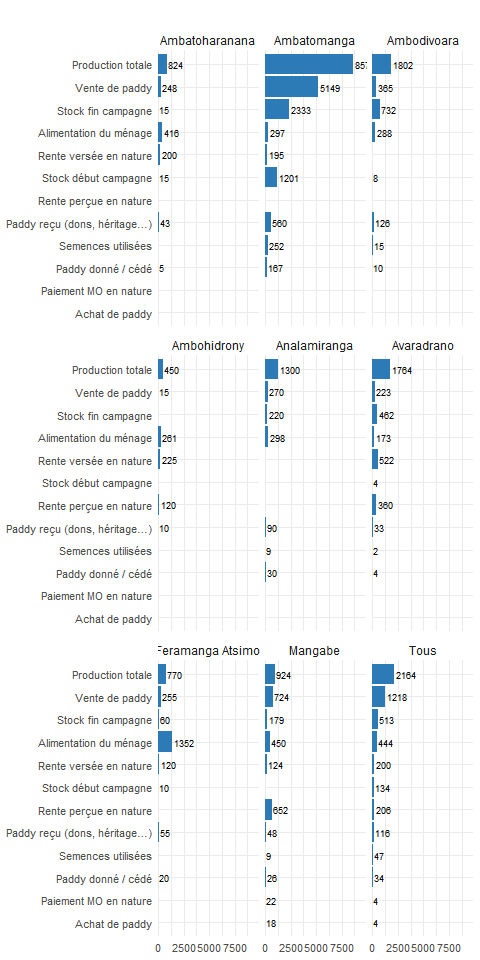 Ambatoharanana Ambatomanga Ambodivoara
Production totale 824 857 1802
Vente de paddy 248 5149 365
Stock fin campagne 15 2333 732
Alimentation du ménage 416 297 288
Rente versée en nature 200 195
Stock début campagne 15 1201 8
Rente perçue en nature
Paddy reçu (dons, héritage...) 43 560 126
Semences utilisées 252 15
Paddy donné / cédé 5 167 10
Paiement MO en nature
Achat de paddy
Ambohidrony Analamiranga Avaradrano
Production totale 450 1300 1764
Vente de paddy 15 270 223
Stock fin campagne 220 462
Alimentation du ménage 261 298 173
Rente versée en nature 225 522
Stock début campagne 4
Rente perçue en nature 120 360
Paddy reçu (dons, héritage...) 10 90 33
Semences utilisées 9 2
Paddy donné / cédé 30 4
Paiement MO en nature
Achat de paddy
Feramanga Atsimo Mangabe Tous
Production totale 770 924 2164
Vente de paddy 255 724 1218
Stock fin campagne 60 179 513
Alimentation du ménage 1352 450 444
Rente versée en nature 120 124 200
Stock début campagne 10 134
Rente perçue en nature 652 206
Paddy reçu (dons, héritage...) 55 48 116
Semences utilisées 9 47
Paddy donné / cédé 20 26 34
Paiement MO en nature 22 4
Achat de paddy 18 4
0 2500 5000 7500 0 2500 5000 7500 0 2500 5000 7500